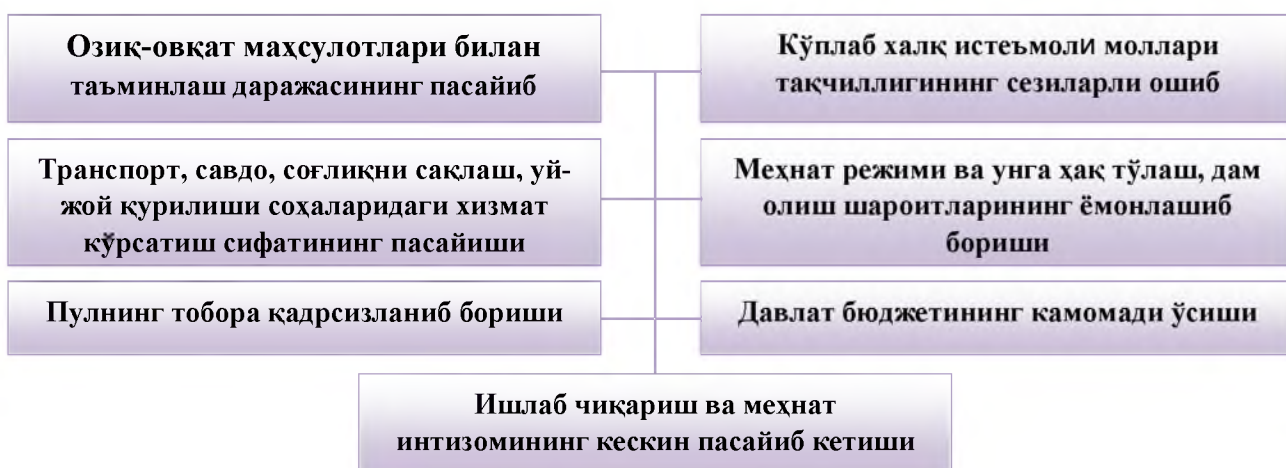 Озиқ-овқат маҳсулотлари билан
таъминлаш даражасининг пасайиб
Кўплаб халқ истеъмоли моллари
тақчиллигининг сезиларли ошиб
Транспорт, савдо, соғлиқни сақлаш, уй-
жой қурилиши соҳаларидаги хизмат
кўрсатиш сифатининг пасайиши
Меҳнат режими ва унга ҳақ тўлаш, дам
олиш шароитларининг ёмонлашиб
бориши
Пулнинг тобора қадрсизланиб бориши
Давлат бюджетининг камомади ўсиши
Ишлаб чиқариш ва меҳнат
интизомининг кескин пасайиб кетиши